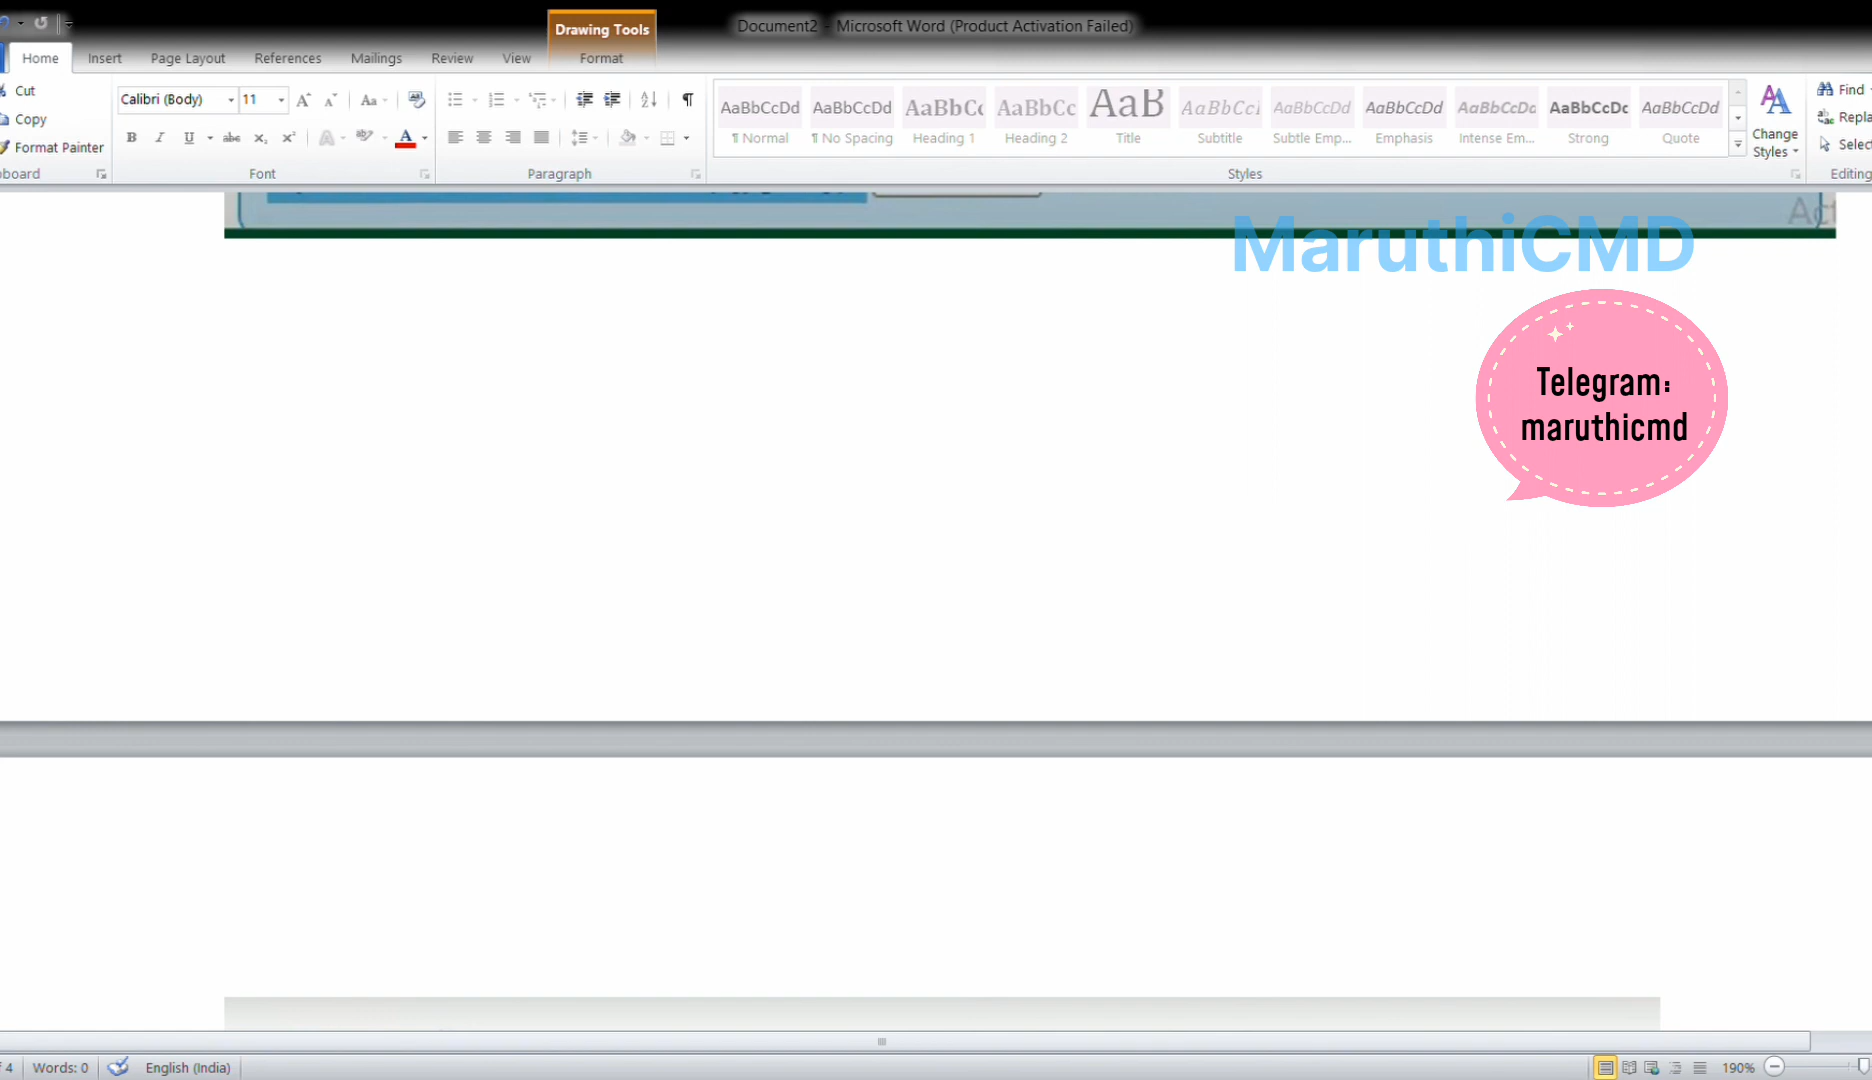 Drawing Tools
Document2 - Microsoft Word (Product Activation Failed)
Home Insert Page Layout References Mailings Review View Format
Cut
Copy
Format Painter
Calibri (Body) 11
AaBbCcDd AaBbCcDd AaBbCc AaBbCc AaB AaBbCcI AaBbCcDd AaBbCcDd AaBbCcDd AaBbCcDc AaBbCcDd
¶ Normal ¶ No Spacing Heading 1 Heading 2 Title Subtitle Subtle Emp... Emphasis Intense Em... Strong Quote
Change
Styles
Find
Repla
Select
board Font Paragraph Styles Editing
Act
MaruthiCMD
Telegram:
maruthicmd
f 4 Words: 0 English (India) 190%